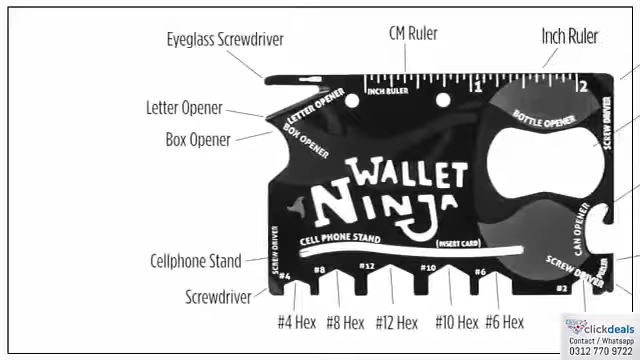 Eyeglass Screwdriver
CM Ruler
Inch Ruler
INCH RULER
1
2
Letter Opener
LETTER OPENER
Box Opener
BOX OPENER
BOTTLE OPENER
SCREW DRIVER
WALLET
NINJA
CAN OPENER
CELL PHONE STAND
(INSERT CARD)
SCREW DRIVER
SCREW DRIVER
Cellphone Stand
Screwdriver
#4
#8
#12
#10
#6
#2
#4 Hex
#8 Hex
#12 Hex
#10 Hex
#6 Hex
clickdeals
Contact / Whatsapp
0312 770 9722